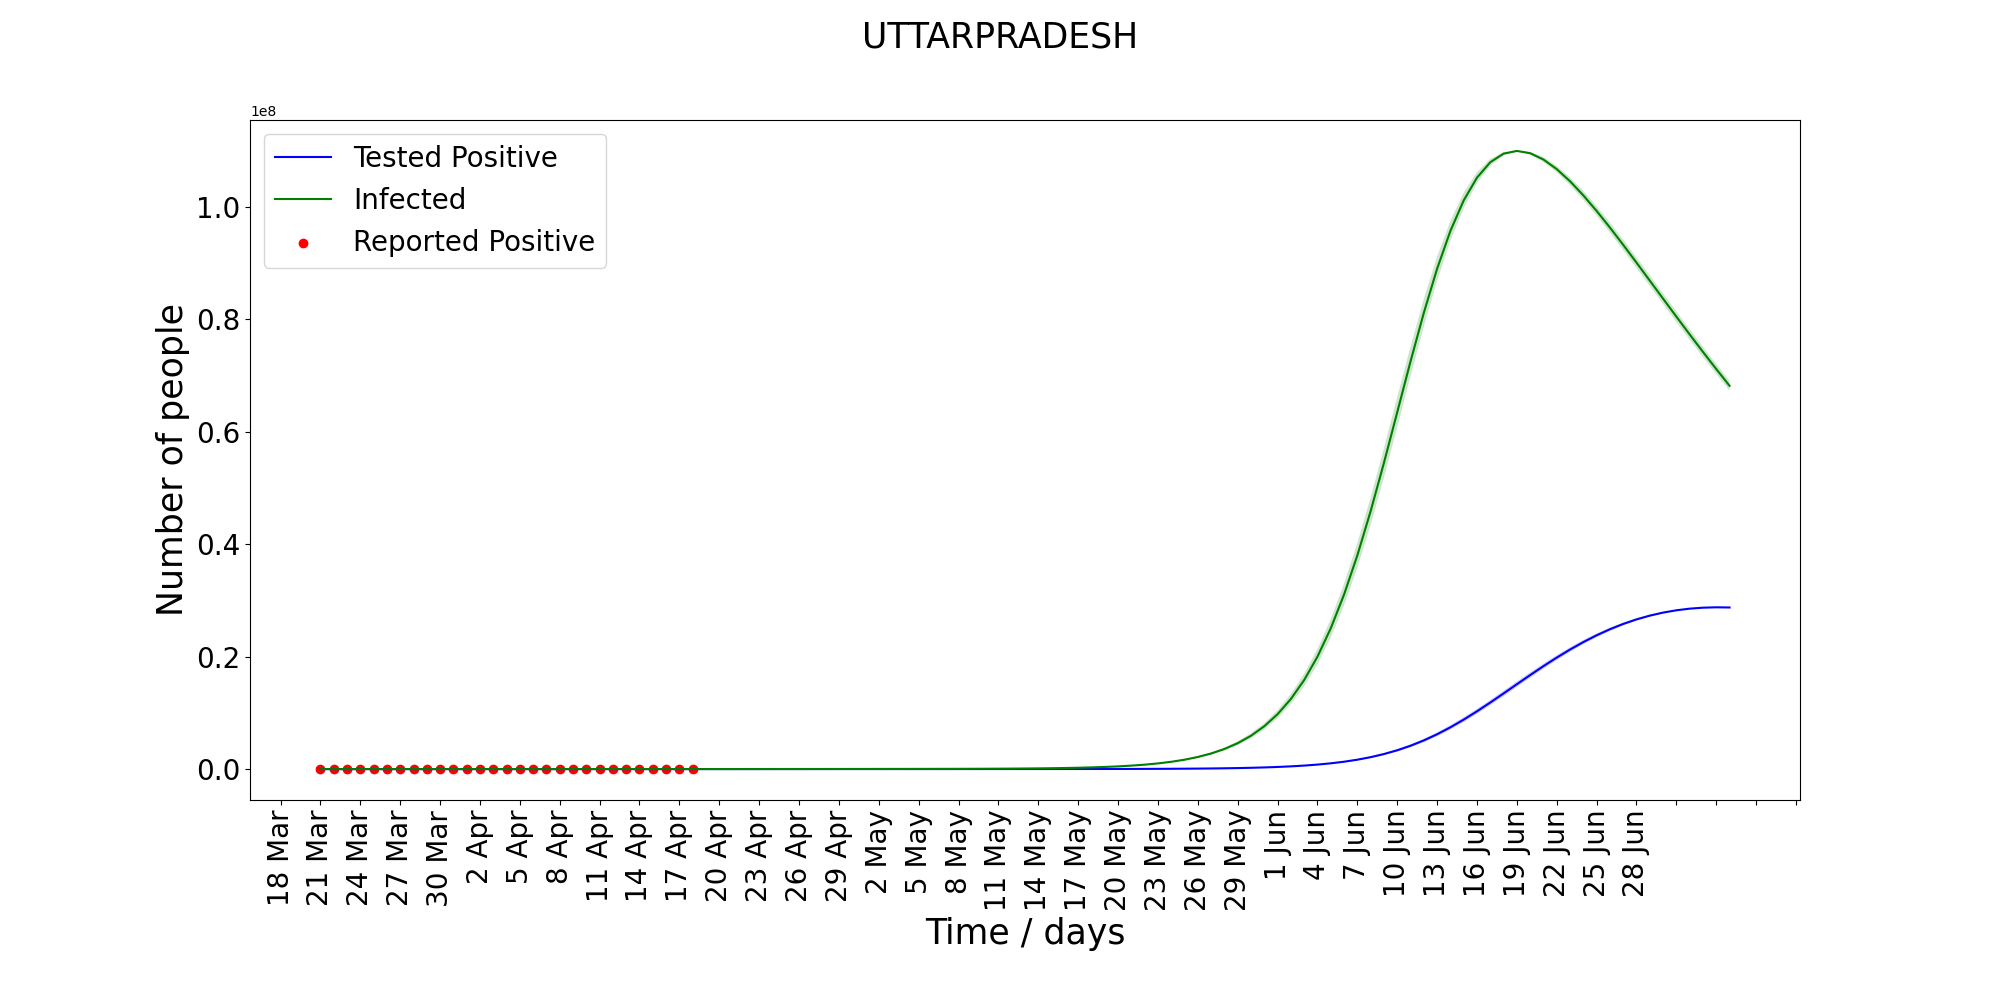 UTTARPRADESH
1e8
Tested Positive
Infected
Reported Positive
Number of people
1.0
0.8
0.6
0.4
0.2
0.0
18 Mar
21 Mar
24 Mar
27 Mar
30 Mar
2 Apr
5 Apr
8 Apr
11 Apr
14 Apr
17 Apr
20 Apr
23 Apr
26 Apr
29 Apr
2 May
5 May
8 May
11 May
14 May
17 May
20 May
23 May
26 May
29 May
1 Jun
4 Jun
7 Jun
10 Jun
13 Jun
16 Jun
19 Jun
22 Jun
25 Jun
28 Jun
Time / days